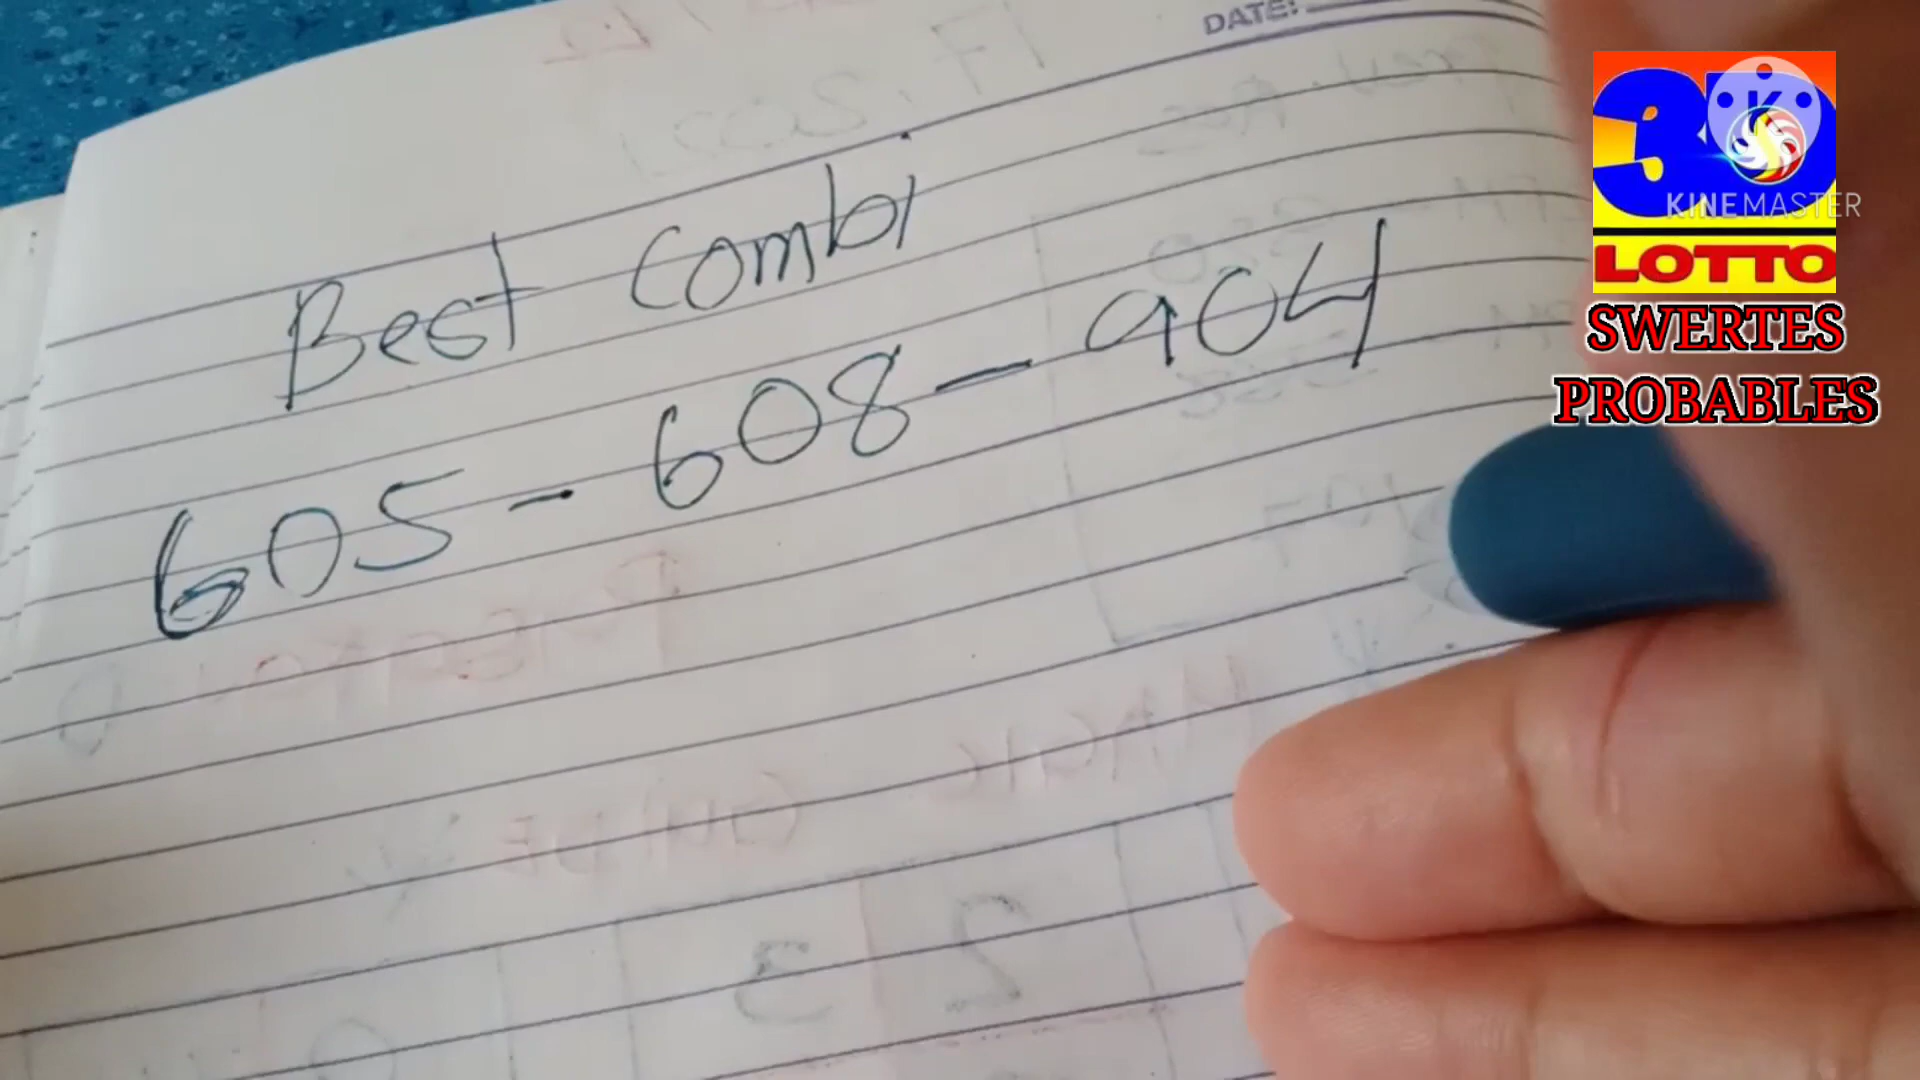 DATE:
Best Combi
605 - 608 - 904
3D
LOTTO
KINEMASTER
SWERTES
PROBABLES